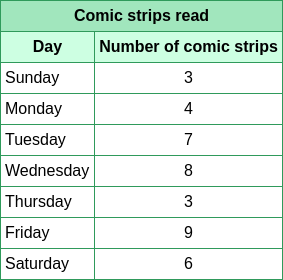 Comic strips read
Day Number of comic strips
Sunday 3
Monday 4
Tuesday 7
Wednesday 8
Thursday 3
Friday 9
Saturday 6